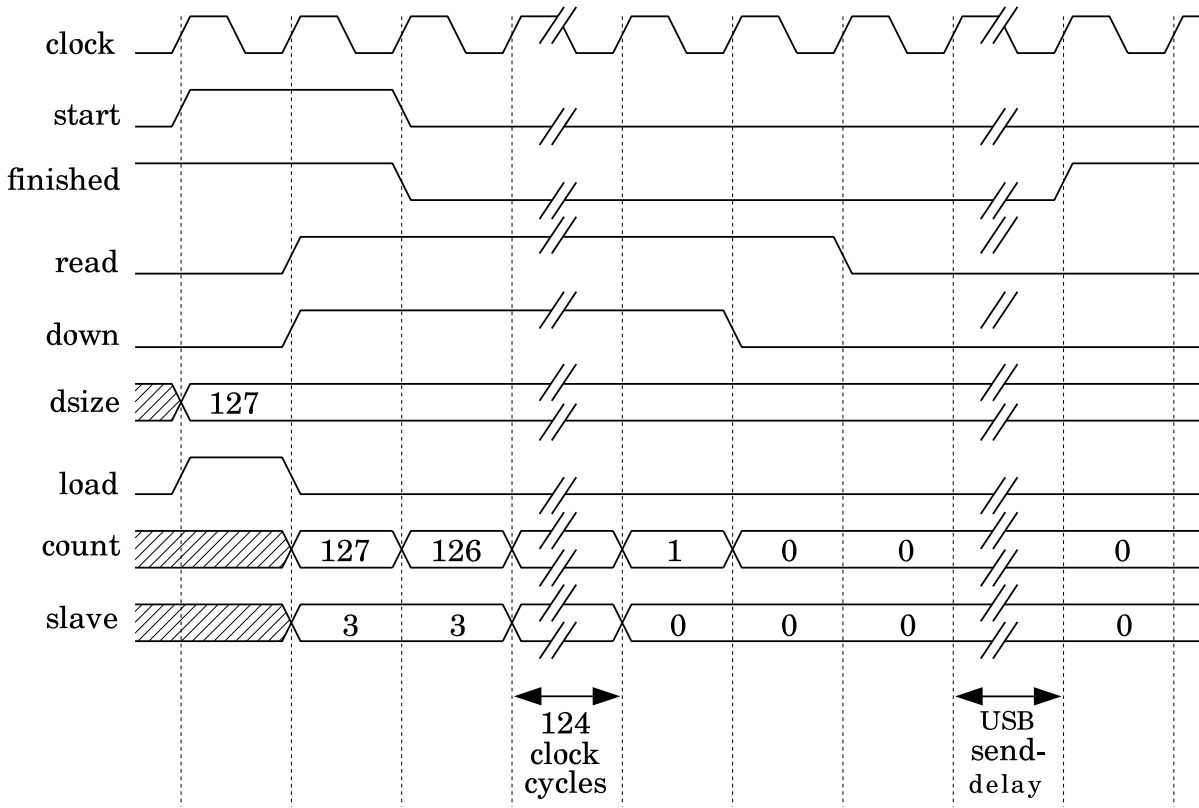 clock
start
finished
read
down
dsize 127
load
count 127 126 1 0 0 0
slave 3 3 0 0 0 0
124
clock
cycles
USB
send-
delay